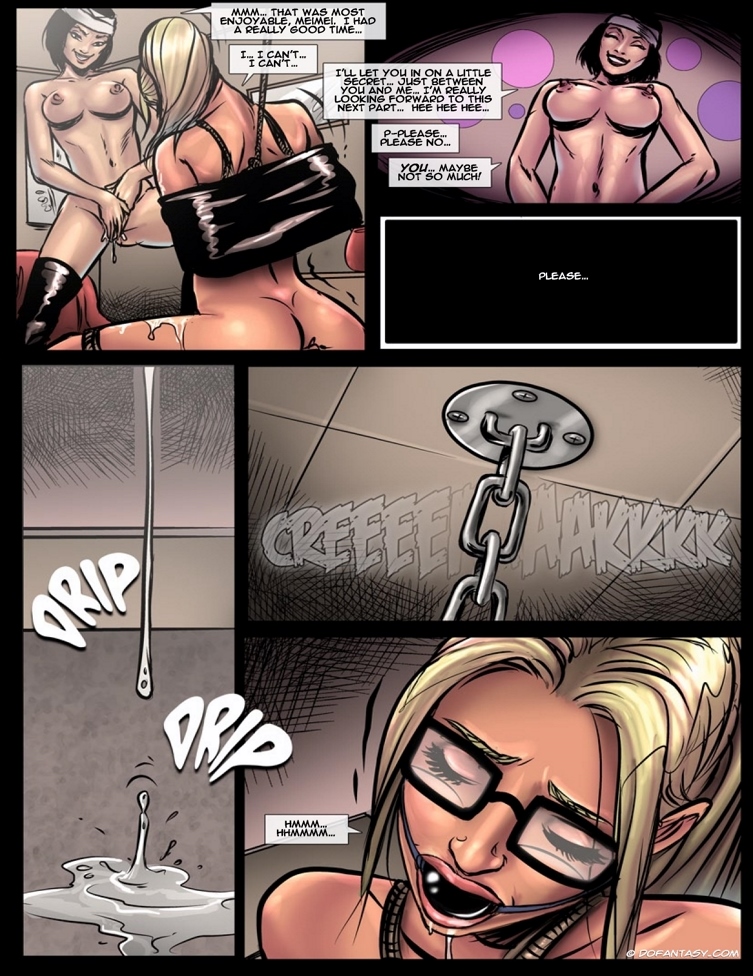 MMM... THAT WAS MOST
ENJOYABLE, MEIMEI. I HAD
A REALLY GOOD TIME...
I... I CAN'T...
I CAN'T...
I'LL LET YOU IN ON A LITTLE
SECRET... JUST BETWEEN
YOU AND ME... I'M REALLY
LOOKING FORWARD TO THIS
NEXT PART... HEE HEE HEE...
P-PLEASE...
PLEASE NO...
YOU... MAYBE
NOT SO MUCH!
PLEASE...
DRIP
DRIP
CREEEE AAKKKK
HMMM...
HHMMMM...
© DOFANTASY.COM